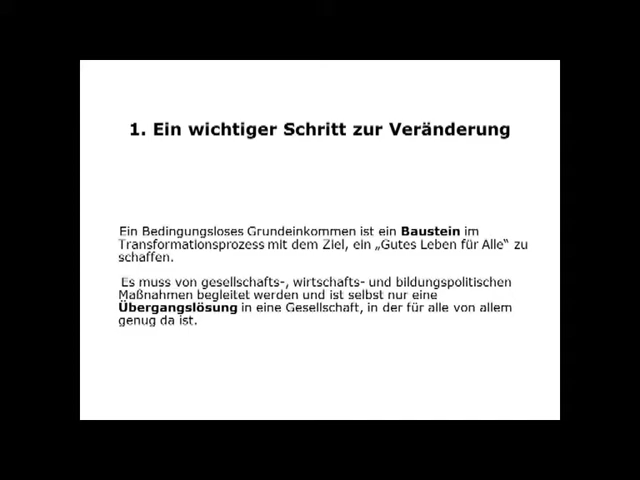 1. Ein wichtiger Schritt zur Veränderung
Ein Bedingungsloses Grundeinkommen ist ein Baustein im
Transformationsprozess mit dem Ziel, ein „Gutes Leben für Alle“ zu
schaffen.
Es muss von gesellschafts-, wirtschafts- und bildungspolitischen
Maßnahmen begleitet werden und ist selbst nur eine
Übergangslösung in eine Gesellschaft, in der für alle von allem
genug da ist.